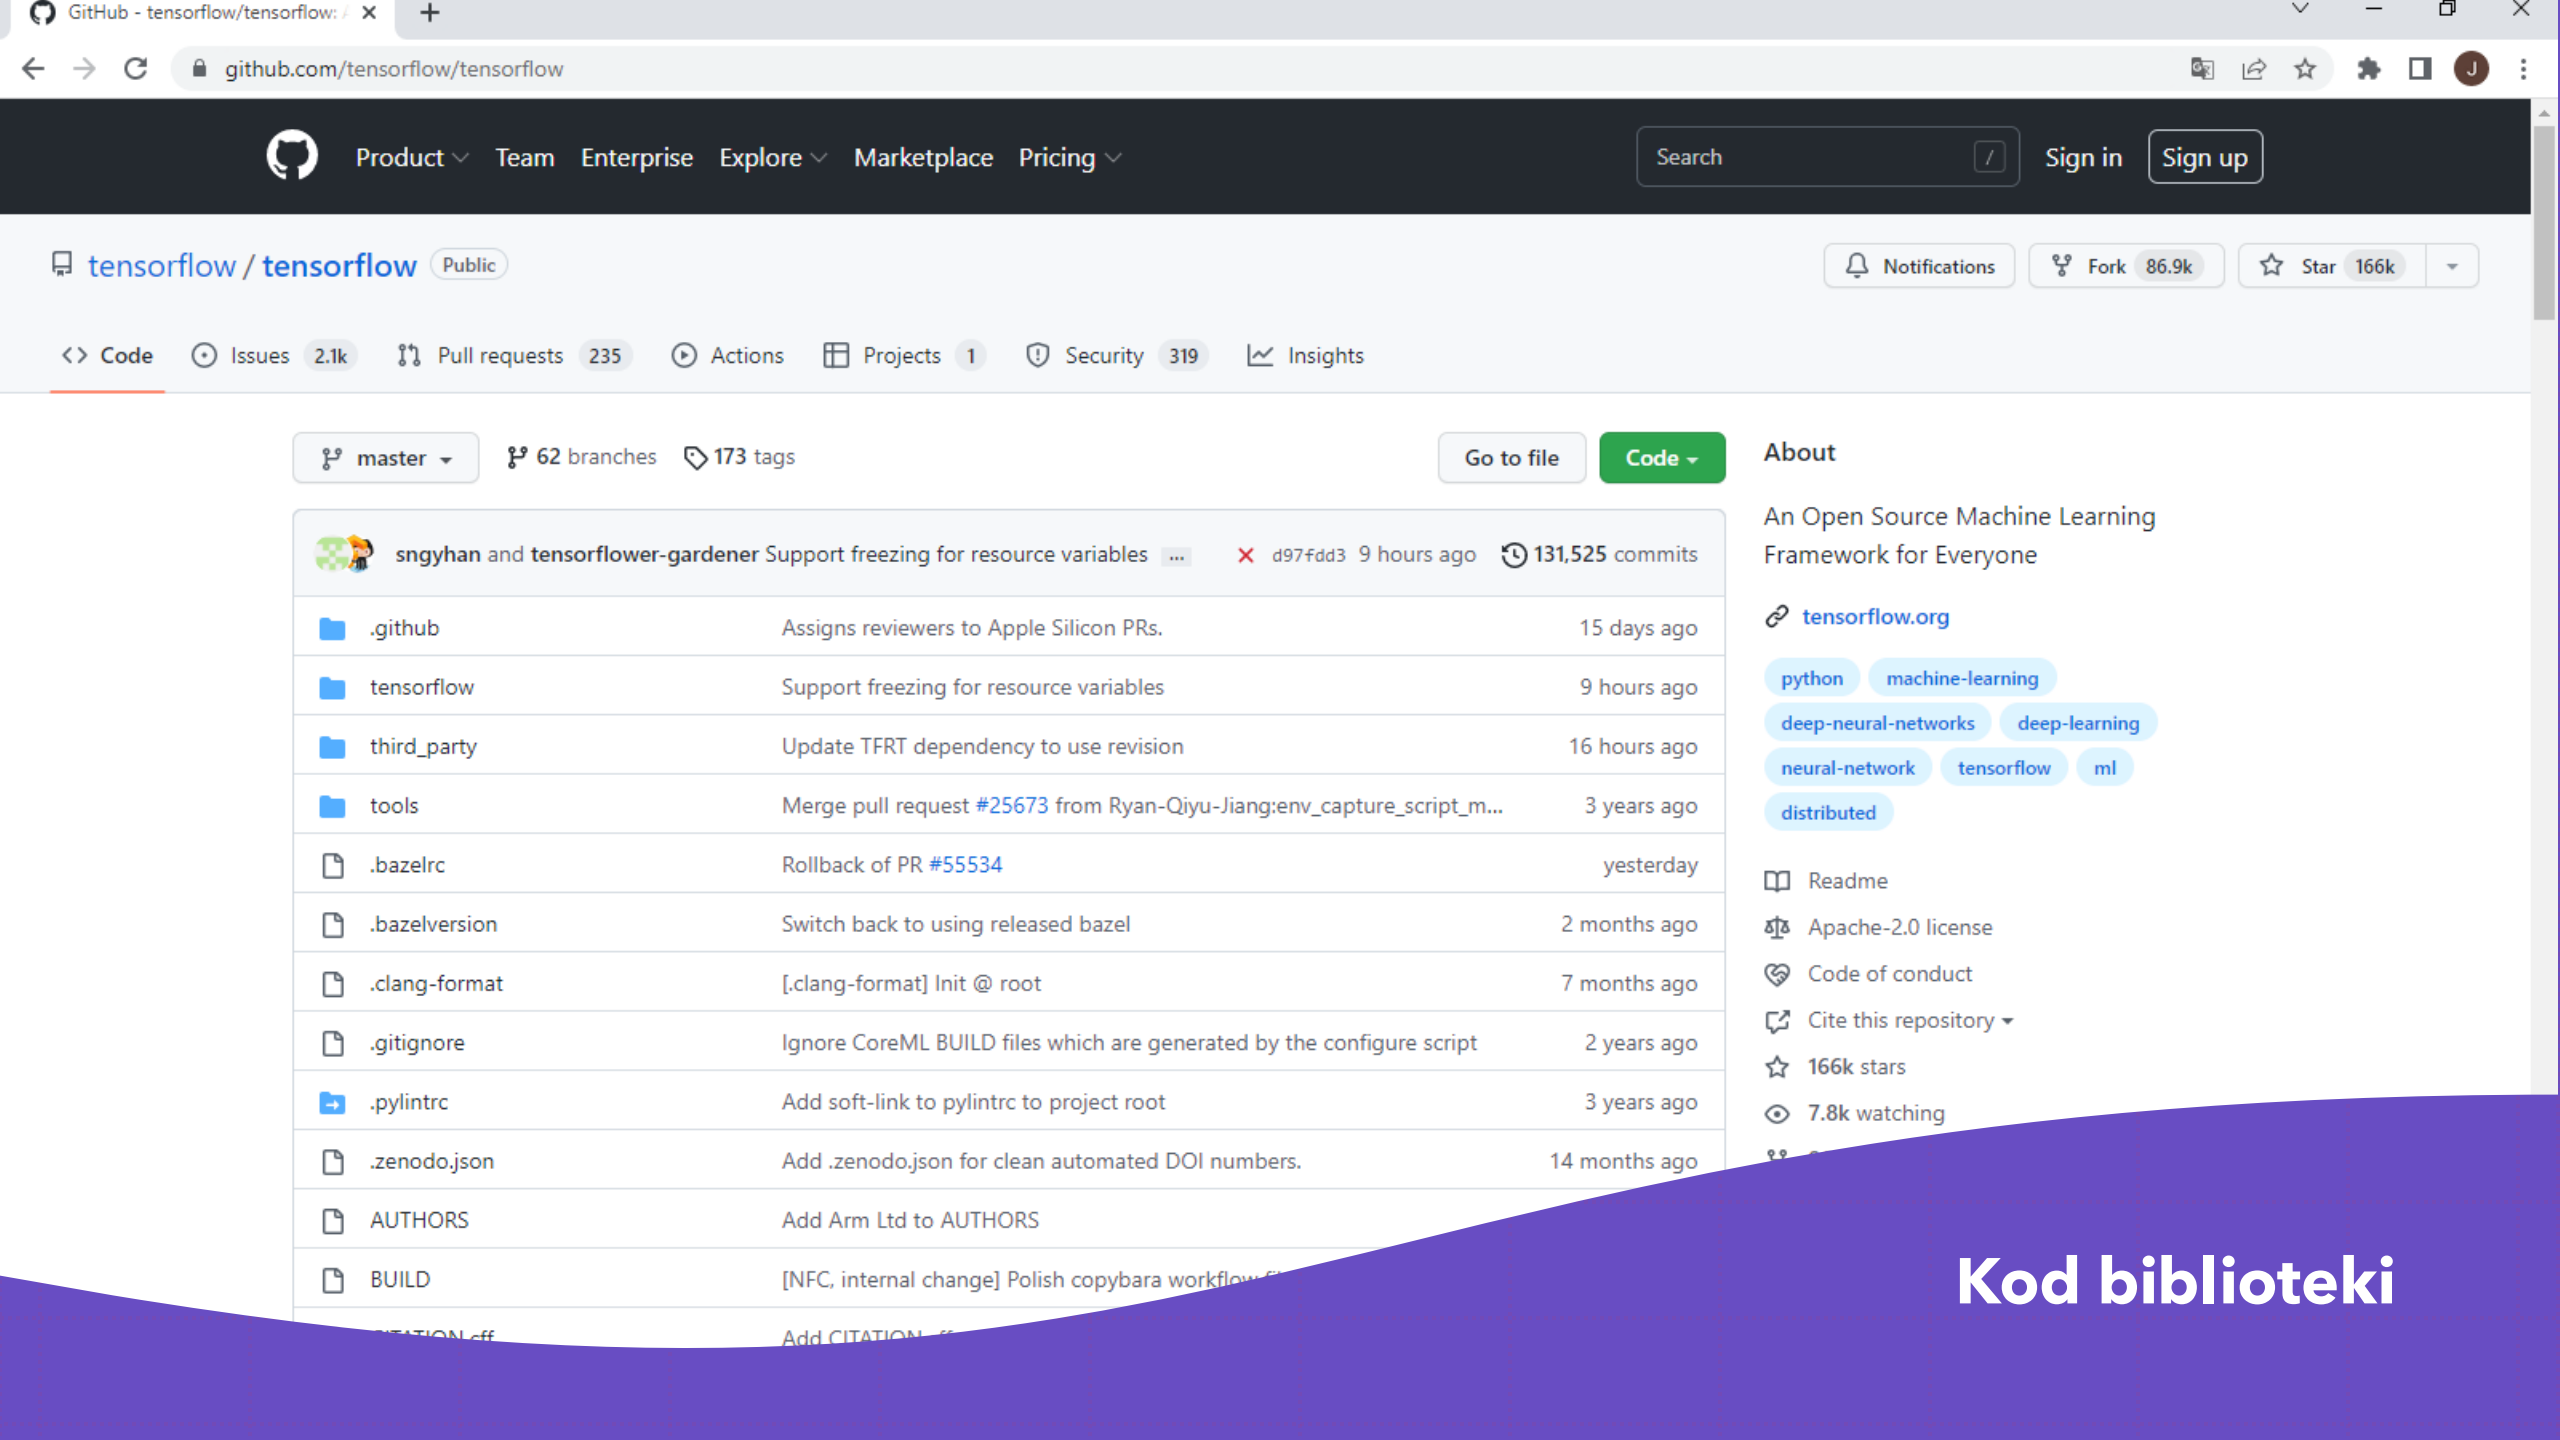 GitHub - tensorflow/tensorflow:
github.com/tensorflow/tensorflow
J
Product Team Enterprise Explore Marketplace Pricing
Search /
Sign in
Sign up
tensorflow / tensorflow Public
Notifications
Fork 86.9k
Star 166k
Code
Issues 2.1k
Pull requests 235
Actions
Projects 1
Security 319
Insights
master
62 branches
173 tags
Go to file
Code
sngyhan and tensorflower-gardener Support freezing for resource variables ... d97fdd3 9 hours ago 131,525 commits
.github Assigns reviewers to Apple Silicon PRs. 15 days ago
tensorflow Support freezing for resource variables 9 hours ago
third_party Update TFRT dependency to use revision 16 hours ago
tools Merge pull request #25673 from Ryan-Qiyu-Jiang:env_capture_script_m... 3 years ago
.bazelrc Rollback of PR #55534 yesterday
.bazelversion Switch back to using released bazel 2 months ago
.clang-format [.clang-format] Init @ root 7 months ago
.gitignore Ignore CoreML BUILD files which are generated by the configure script 2 years ago
.pylintrc Add soft-link to pylintrc to project root 3 years ago
.zenodo.json Add .zenodo.json for clean automated DOI numbers. 14 months ago
AUTHORS Add Arm Ltd to AUTHORS
BUILD [NFC, internal change] Polish copybara workflow
Add CITATION
About
An Open Source Machine Learning
Framework for Everyone
tensorflow.org
python machine-learning
deep-neural-networks deep-learning
neural-network tensorflow ml
distributed
Readme
Apache-2.0 license
Code of conduct
Cite this repository
166k stars
7.8k watching
Kod biblioteki